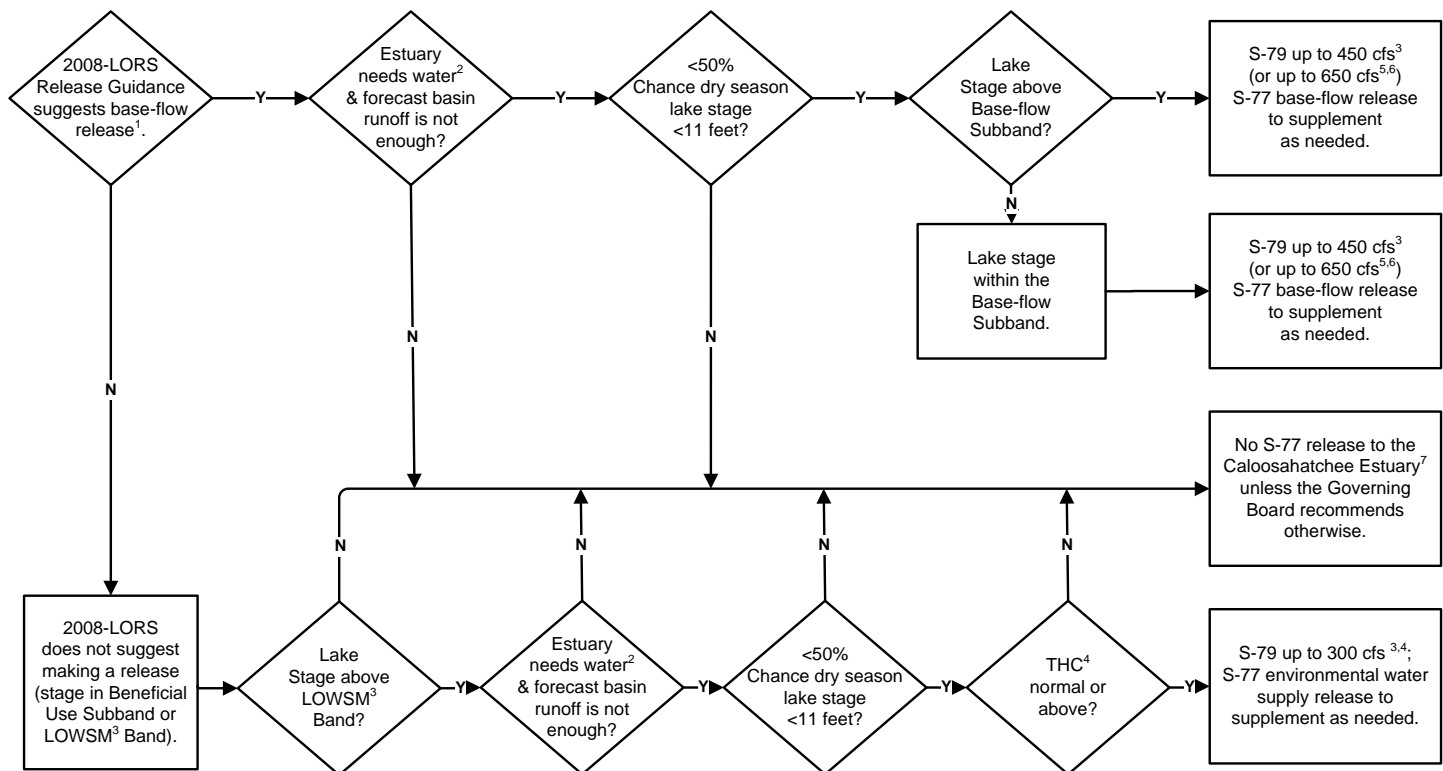 2008-LORS
Release Guidance
suggests base-flow
release¹.
Y
Estuary
needs water²
& forecast basin
runoff is not
enough?
Y
<50%
Chance dry season
lake stage
<11 feet?
Y
Lake
Stage above
Base-flow
Subband?
Y
S-79 up to 450 cfs³
(or up to 650 cfs⁵,⁶)
S-77 base-flow release
to supplement
as needed.
N
Lake stage
within the
Base-flow
Subband.
S-79 up to 450 cfs³
(or up to 650 cfs⁵,⁶)
S-77 base-flow release
to supplement
as needed.
N
N
N
No S-77 release to the
Caloosahatchee Estuary⁷
unless the Governing
Board recommends
otherwise.
N
N
N
N
2008-LORS
does not suggest
making a release
(stage in Beneficial
Use Subband or
LOWSM³ Band).
Lake
Stage above
LOWSM³
Band?
Y
Estuary
needs water²
& forecast basin
runoff is not
enough?
Y
<50%
Chance dry season
lake stage
<11 feet?
Y
THC⁴
normal or
above?
Y
S-79 up to 300 cfs ³,⁴;
S-77 environmental water
supply release to
supplement as needed.